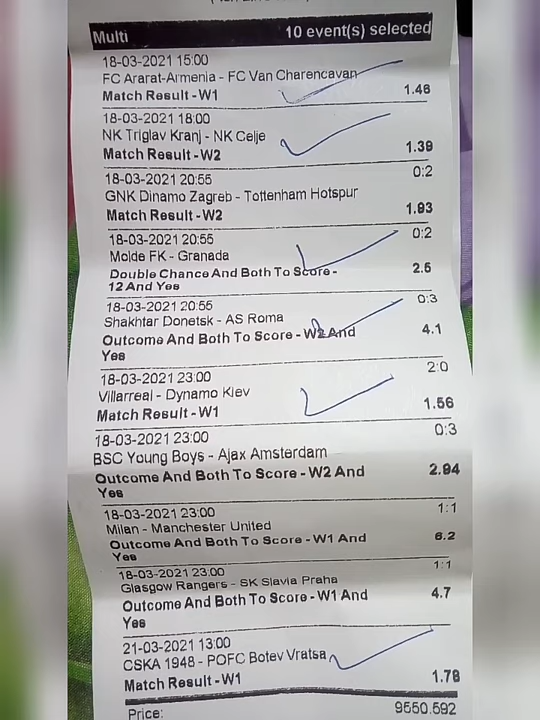 Multi 10 event(s) selected
18-03-2021 15:00
FC Ararat-Armenia - FC Van Charencavan
Match Result - W1 1.46
18-03-2021 18:00
NK Triglav Kranj - NK Celje
Match Result - W2 1.39
18-03-2021 20:55 0:2
GNK Dinamo Zagreb - Tottenham Hotspur
Match Result - W2 1.93
18-03-2021 20:55 0:2
Molde FK - Granada
Double Chance And Both To Score - 2.5
12 And Yes
18-03-2021 20:55 0:3
Shakhtar Donetsk - AS Roma
Outcome And Both To Score - W2 And 4.1
Yes
18-03-2021 23:00 2:0
Villarreal - Dynamo Kiev
Match Result - W1 1.56
18-03-2021 23:00 0:3
BSC Young Boys - Ajax Amsterdam
Outcome And Both To Score - W2 And 2.94
Yes
18-03-2021 23:00 1:1
Milan - Manchester United
Outcome And Both To Score - W1 And 6.2
Yes
18-03-2021 23:00 1:1
Glasgow Rangers - SK Slavia Praha
Outcome And Both To Score - W1 And 4.7
Yes
21-03-2021 13:00
CSKA 1948 - POFC Botev Vratsa
Match Result - W1 1.78
Price: 9550.592